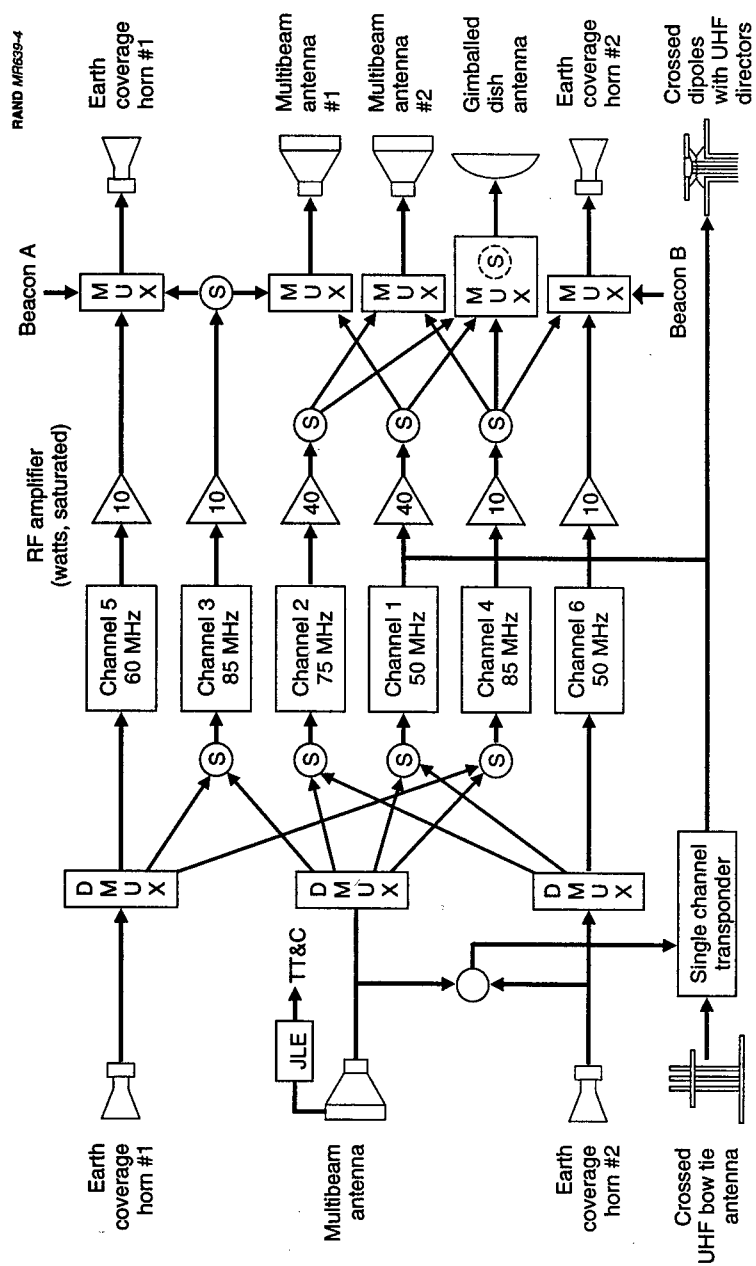 RAND MR639-4
Earth
coverage
horn #1
Multibeam
antenna
#1
Multibeam
antenna
#2
Gimballed
dish
antenna
Earth
coverage
horn #2
Crossed
dipoles
with UHF
directors
Beacon A
M
U
X
S
M
U
X
M
U
X
M
U
X
S
M
U
X
Beacon B
S
S
S
RF amplifier
(watts, saturated)
10
10
40
40
10
10
Channel 5
60 MHz
Channel 3
85 MHz
Channel 2
75 MHz
Channel 1
50 MHz
Channel 4
85 MHz
Channel 6
50 MHz
S
S
S
S
D
M
U
X
D
M
U
X
D
M
U
X
TT&C
JLE
Single channel
transponder
Earth
coverage
horn #1
Multibeam
antenna
Earth
coverage
horn #2
Crossed
UHF bow tie
antenna